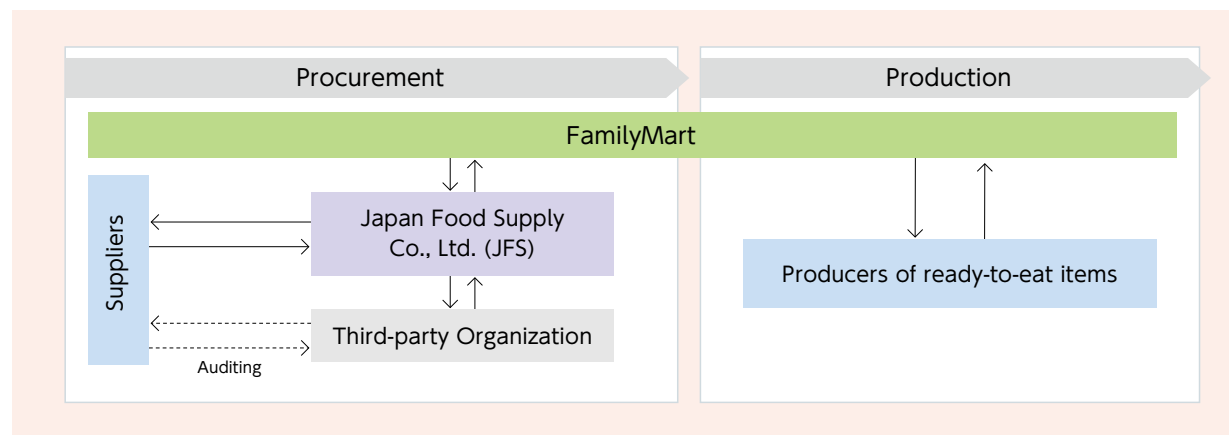 Procurement
Production
FamilyMart
Suppliers
Japan Food Supply
Co., Ltd. (JFS)
Producers of ready-to-eat items
Third-party Organization
Auditing